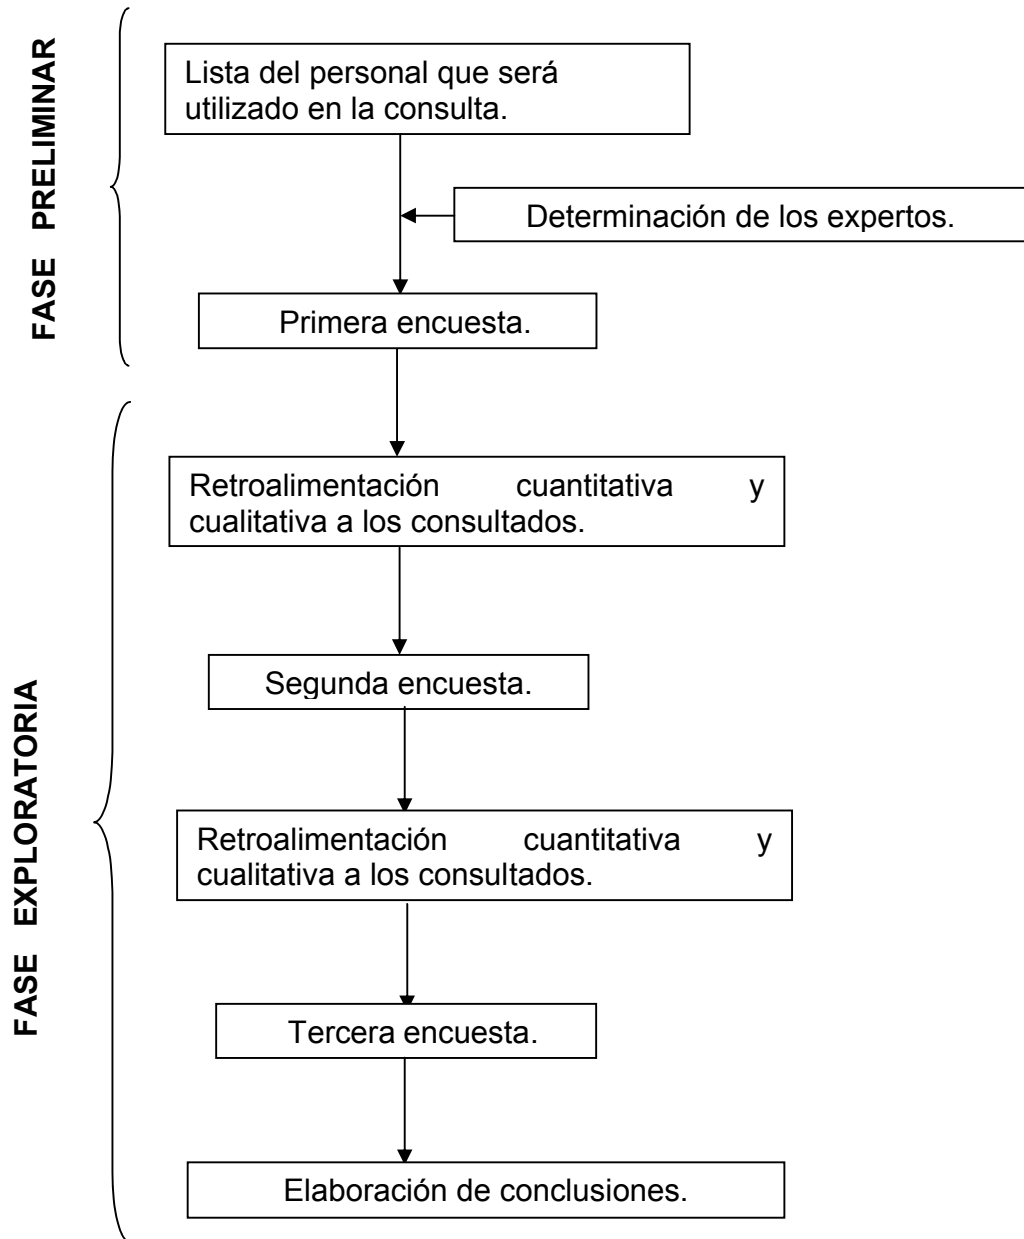 FASE PRELIMINAR
Lista del personal que será
utilizado en la consulta.
Determinación de los expertos.
Primera encuesta.
FASE EXPLORATORIA
Retroalimentación cuantitativa y
cualitativa a los consultados.
Segunda encuesta.
Retroalimentación cuantitativa y
cualitativa a los consultados.
Tercera encuesta.
Elaboración de conclusiones.